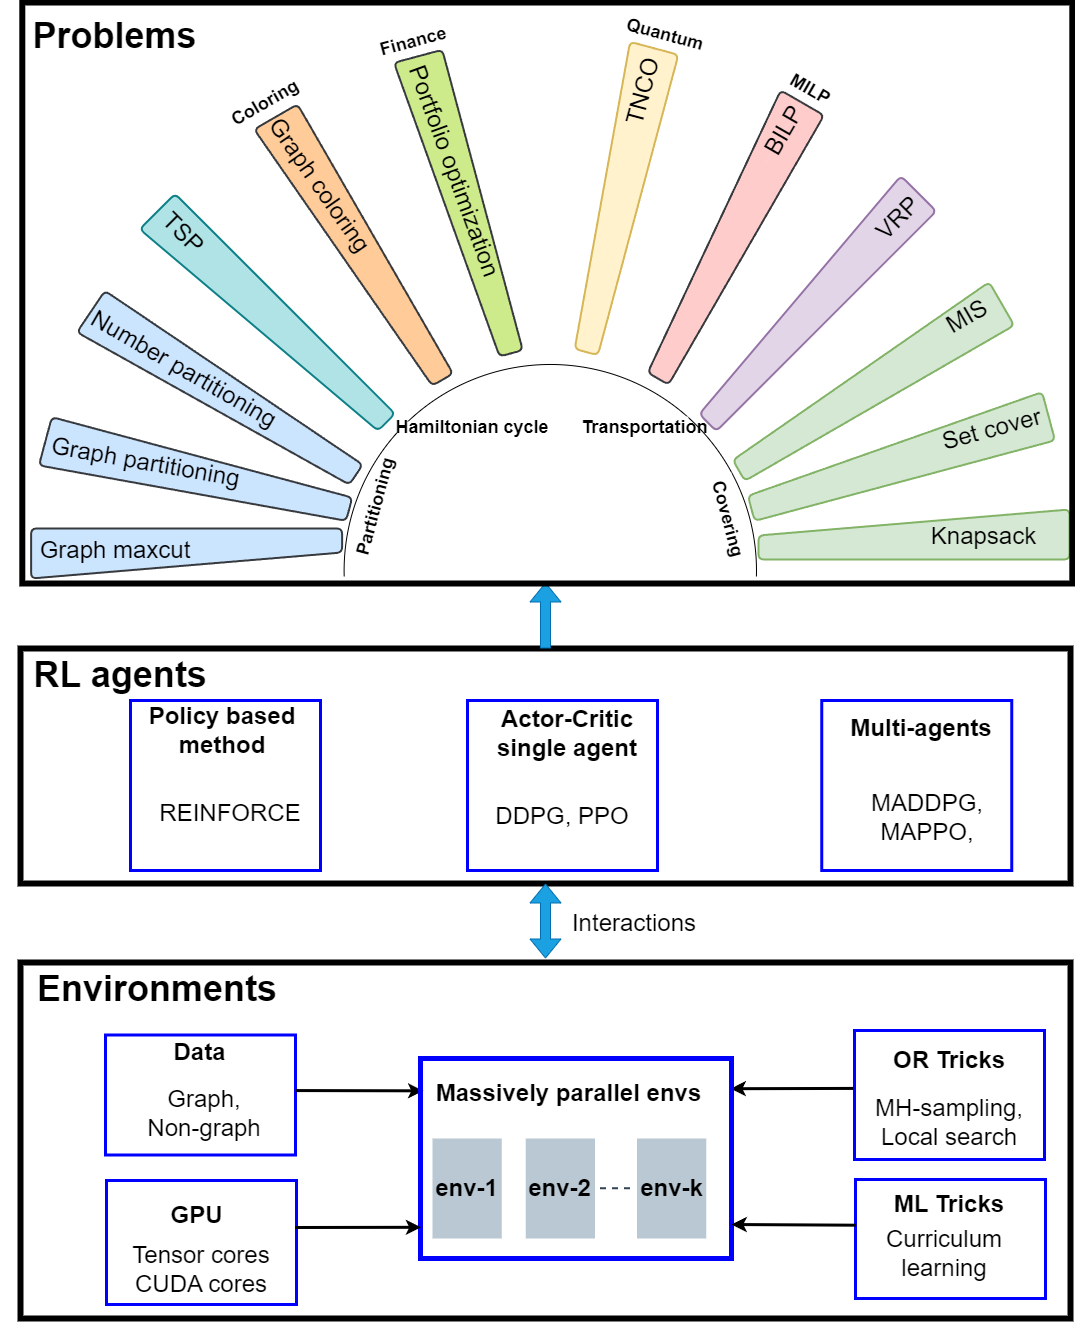 Problems
Quantum
Finance
MILP
Coloring
Portfolio optimization
TNCO
BILP
Graph coloring
TSP
VRP
Number partitioning
MIS
Graph partitioning
Set cover
Graph maxcut
Knapsack
Hamiltonian cycle
Transportation
Partitioning
Covering
RL agents
Policy based
method
REINFORCE
Actor-Critic
single agent
DDPG, PPO
Multi-agents
MADDPG,
MAPPO,
Interactions
Environments
Data
Graph,
Non-graph
GPU
Tensor cores
CUDA cores
Massively parallel envs
env-1
env-2
env-k
OR Tricks
MH-sampling,
Local search
ML Tricks
Curriculum
learning